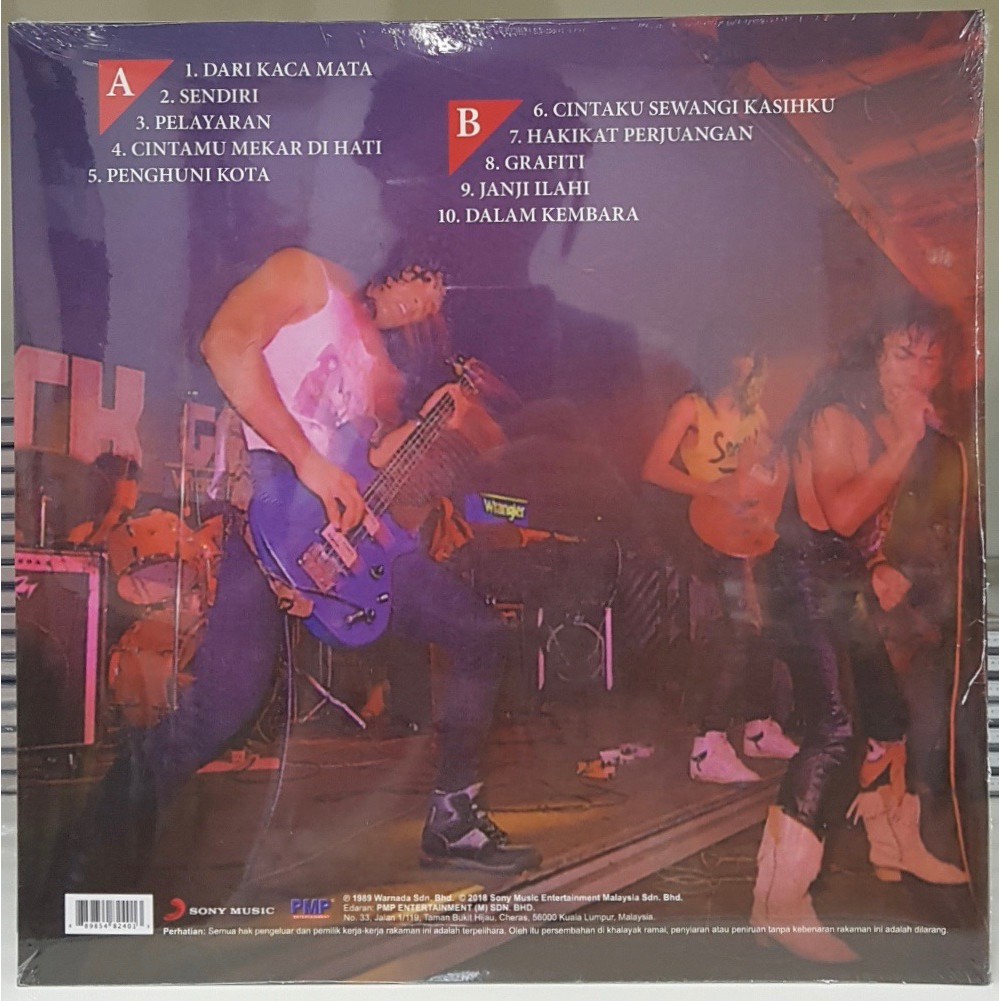 A
1. DARI KACA MATA
2. SENDIRI
3. PELAYARAN
4. CINTAMU MEKAR DI HATI
5. PENGHUNI KOTA
B
6. CINTAKU SEWANGI KASIHKU
7. HAKIKAT PERJUANGAN
8. GRAFITI
9. JANJI ILAHI
10. DALAM KEMBARA
Wrangler
SONY MUSIC
PMP
℗ 1989 Warnada Sdn. Bhd. © 2018 Sony Music Entertainment Malaysia Sdn. Bhd.
Edaran: PMP ENTERTAINMENT (M) SDN. BHD.
No. 33, Jalan 1/119, Taman Bukit Hijau, Cheras, 56000 Kuala Lumpur, Malaysia.
Perhatian: Semua hak pengeluar dan pemilik kerja-kerja rakaman ini adalah terpelihara. Oleh itu persembahan di khalayak ramai, penyiaran atau peniruan tanpa kebenaran rakaman ini adalah dilarang.